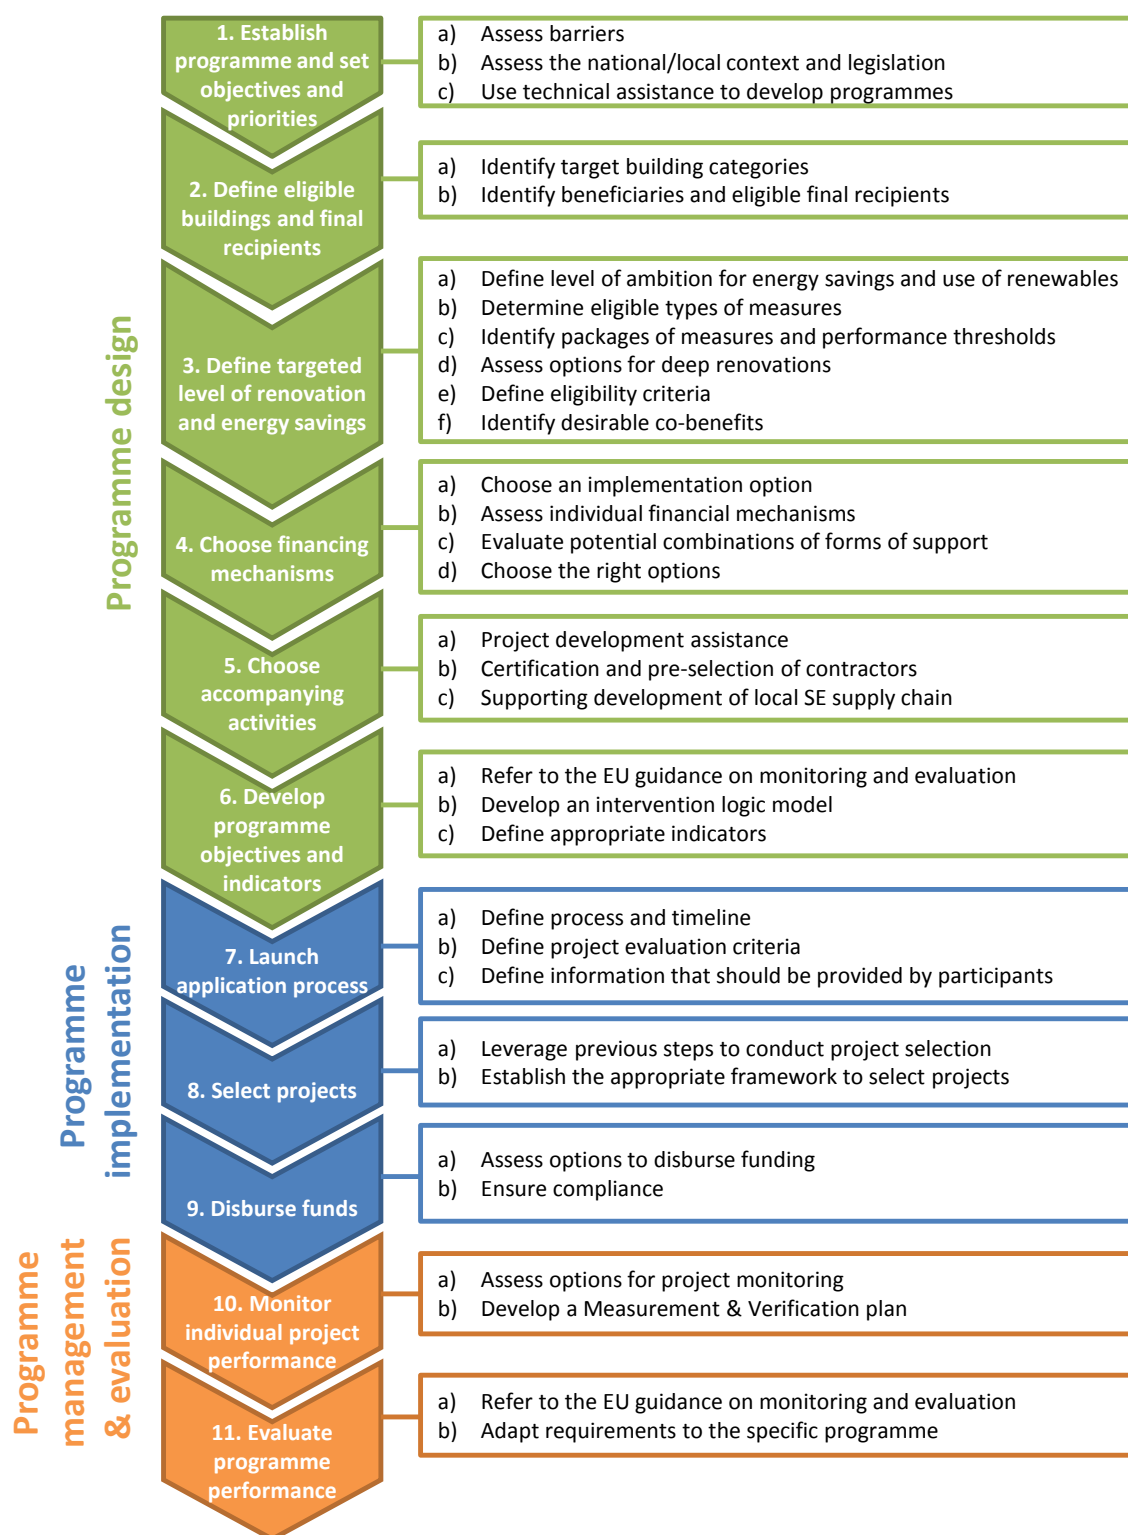 Programme design
1. Establish
programme and set
objectives and
priorities
a) Assess barriers
b) Assess the national/local context and legislation
c) Use technical assistance to develop programmes
2. Define eligible
buildings and final
recipients
a) Identify target building categories
b) Identify beneficiaries and eligible final recipients
3. Define targeted
level of renovation
and energy savings
a) Define level of ambition for energy savings and use of renewables
b) Determine eligible types of measures
c) Identify packages of measures and performance thresholds
d) Assess options for deep renovations
e) Define eligibility criteria
f) Identify desirable co-benefits
4. Choose financing
mechanisms
a) Choose an implementation option
b) Assess individual financial mechanisms
c) Evaluate potential combinations of forms of support
d) Choose the right options
5. Choose
accompanying
activities
a) Project development assistance
b) Certification and pre-selection of contractors
c) Supporting development of local SE supply chain
6. Develop
programme
objectives and
indicators
a) Refer to the EU guidance on monitoring and evaluation
b) Develop an intervention logic model
c) Define appropriate indicators
Programme
implementation
7. Launch
application process
a) Define process and timeline
b) Define project evaluation criteria
c) Define information that should be provided by participants
8. Select projects
a) Leverage previous steps to conduct project selection
b) Establish the appropriate framework to select projects
9. Disburse funds
a) Assess options to disburse funding
b) Ensure compliance
Programme
management
& evaluation
10. Monitor
individual project
performance
a) Assess options for project monitoring
b) Develop a Measurement & Verification plan
11. Evaluate
programme
performance
a) Refer to the EU guidance on monitoring and evaluation
b) Adapt requirements to the specific programme